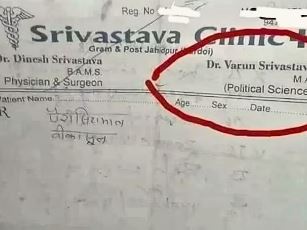 Reg. No
Srivastava Clinic
Gram & Post Jahidpur (Hardoi)
Dr. Dinesh Srivastava
B.A.M.S.
Physician & Surgeon
Dr. Varun Srivastav
M.A
(Political Science
Patient Name
Age Sex Date
R